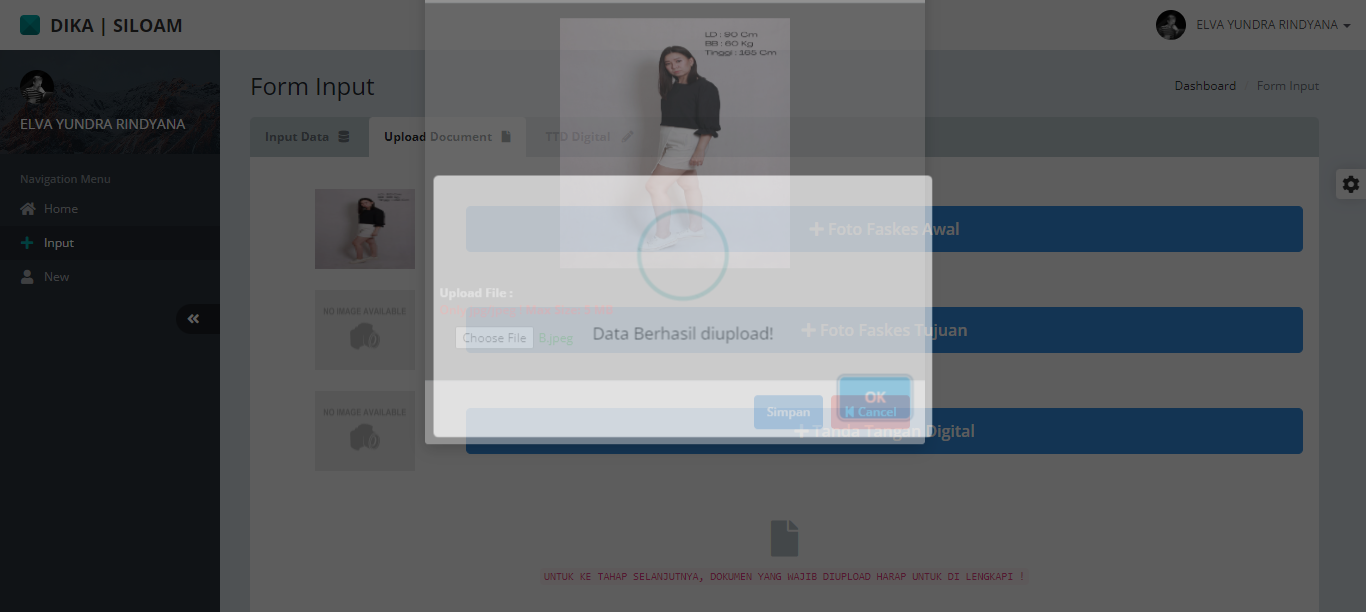 DIKA | SILOAM
ELVA YUNDRA RINDYANA
ELVA YUNDRA RINDYANA
Navigation Menu
Home
Input
New
Form Input
Dashboard
Form Input
Input Data
Upload Document
TTD Digital
LD : 90 Cm
BB : 60 Kg
Tinggi : 165 Cm
Foto Faskes Awal
NO IMAGE AVAILABLE
Foto Faskes Tujuan
NO IMAGE AVAILABLE
Tanda Tangan Digital
Upload File :
Choose File B.jpeg
Data Berhasil diupload!
OK
Simpan
Cancel
UNTUK KE TAHAP SELANJUTNYA, DOKUMEN YANG WAJIB DIUPLOAD HARAP UNTUK DI LENGKAPI !